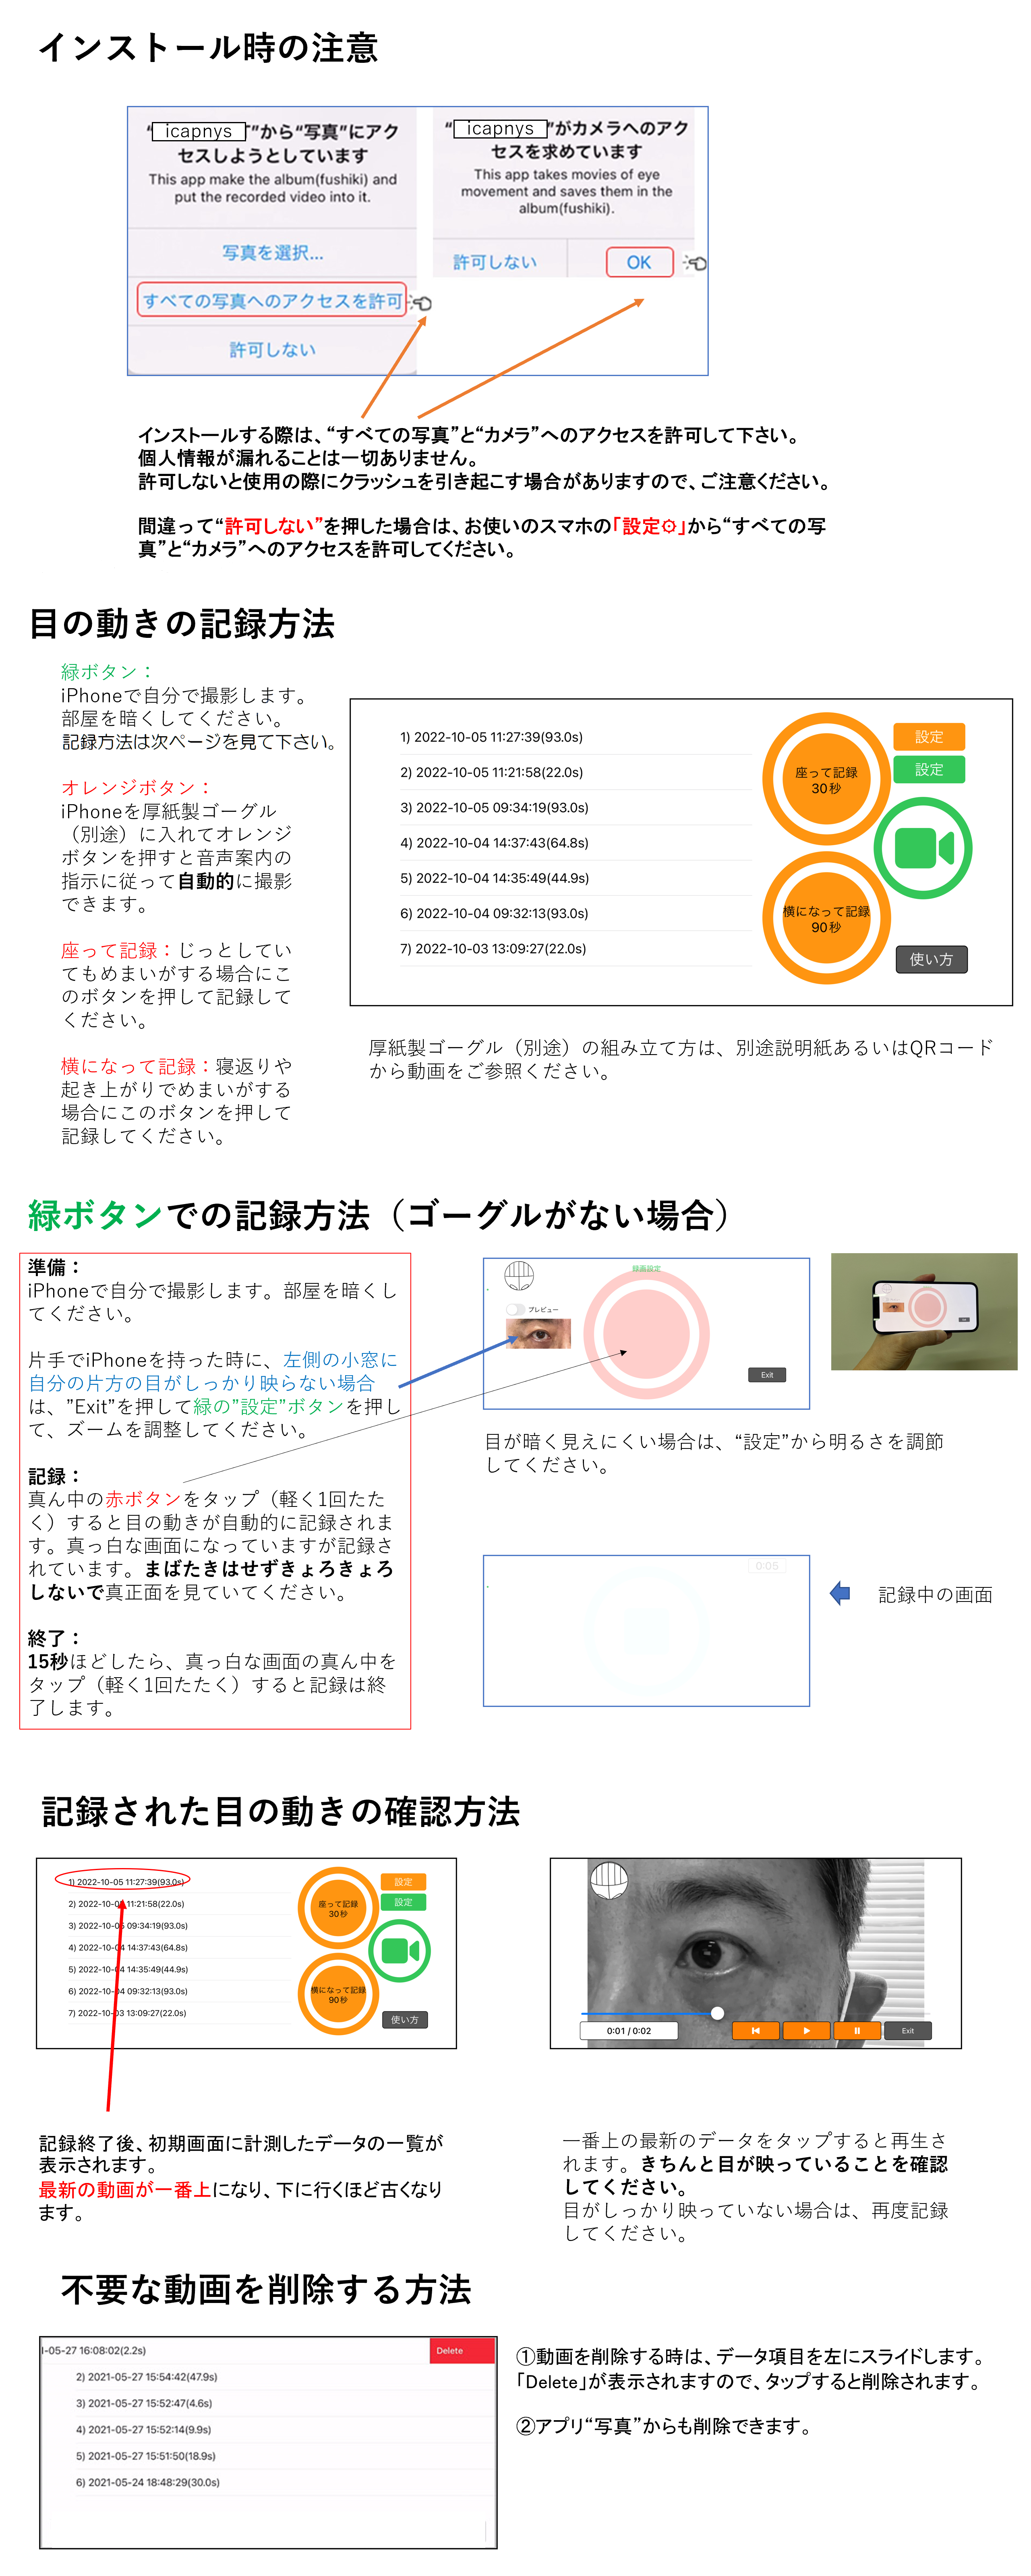 インストール時の注意
“icapnys”から“写真”にアク
セスしようとしています
This app make the album(fushiki) and
put the recorded video into it.
写真を選択...
すべての写真へのアクセスを許可
許可しない
“icapnys”がカメラへのアク
セスを求めています
This app takes movies of eye
movement and saves them in the
album(fushiki).
許可しない
OK
インストールする際は、“すべての写真”と“カメラ”へのアクセスを許可して下さい。
個人情報が漏れることは一切ありません。
許可しないと使用の際にクラッシュを引き起こす場合がありますので、ご注意ください。
間違って“許可しない”を押した場合は、お使いのスマホの「設定⚙」から“すべての写
真”と“カメラ”へのアクセスを許可してください。
目の動きの記録方法
緑ボタン：
iPhoneで自分で撮影します。
部屋を暗くしてください。
記録方法は次ページを見て下さい。
オレンジボタン：
iPhoneを厚紙製ゴーグル
（別途）に入れてオレンジ
ボタンを押すと音声案内の
指示に従って自動的に撮影
できます。
座って記録：じっとしてい
てもめまいがする場合にこ
のボタンを押して記録して
ください。
横になって記録：寝返りや
起き上がりでめまいがする
場合にこのボタンを押して
記録してください。
1) 2022-10-05 11:27:39(93.0s)
2) 2022-10-05 11:21:58(22.0s)
3) 2022-10-05 09:34:19(93.0s)
4) 2022-10-04 14:37:43(64.8s)
5) 2022-10-04 14:35:49(44.9s)
6) 2022-10-04 09:32:13(93.0s)
7) 2022-10-03 13:09:27(22.0s)
座って記録
30秒
横になって記録
90秒
設定
設定
使い方
厚紙製ゴーグル（別途）の組み立て方は、別途説明紙あるいはQRコード
から動画をご参照ください。
緑ボタンでの記録方法（ゴーグルがない場合）
準備：
iPhoneで自分で撮影します。部屋を暗くし
てください。
片手でiPhoneを持った時に、左側の小窓に
自分の片方の目がしっかり映らない場合
は、”Exit”を押して緑の”設定”ボタンを押し
て、ズームを調整してください。
記録：
真ん中の赤ボタンをタップ（軽く1回たた
く）すると目の動きが自動的に記録されま
す。真っ白な画面になっていますが記録さ
れています。まばたきはせずきょろきょろ
しないで真正面を見ていてください。
終了：
15秒ほどしたら、真っ白な画面の真ん中を
タップ（軽く1回たたく）すると記録は終
了します。
録画設定
プレビュー
Exit
目が暗く見えにくい場合は、“設定”から明るさを調節
してください。
0:05
記録中の画面
記録された目の動きの確認方法
1) 2022-10-05 11:27:39(93.0s)
2) 2022-10-05 11:21:58(22.0s)
3) 2022-10-05 09:34:19(93.0s)
4) 2022-10-04 14:37:43(64.8s)
5) 2022-10-04 14:35:49(44.9s)
6) 2022-10-04 09:32:13(93.0s)
7) 2022-10-03 13:09:27(22.0s)
座って記録
30秒
横になって記録
90秒
設定
設定
使い方
0:01 / 0:02
Exit
記録終了後、初期画面に計測したデータの一覧が
表示されます。
最新の動画が一番上になり、下に行くほど古くなり
ます。
一番上の最新のデータをタップすると再生さ
れます。きちんと目が映っていることを確認
してください。
目がしっかり映っていない場合は、再度記録
してください。
不要な動画を削除する方法
-05-27 16:08:02(2.2s)
Delete
2) 2021-05-27 15:54:42(47.9s)
3) 2021-05-27 15:52:47(4.6s)
4) 2021-05-27 15:52:14(9.9s)
5) 2021-05-27 15:51:50(18.9s)
6) 2021-05-24 18:48:29(30.0s)
①動画を削除する時は、データ項目を左にスライドします。
「Delete」が表示されますので、タップすると削除されます。
②アプリ“写真”からも削除できます。